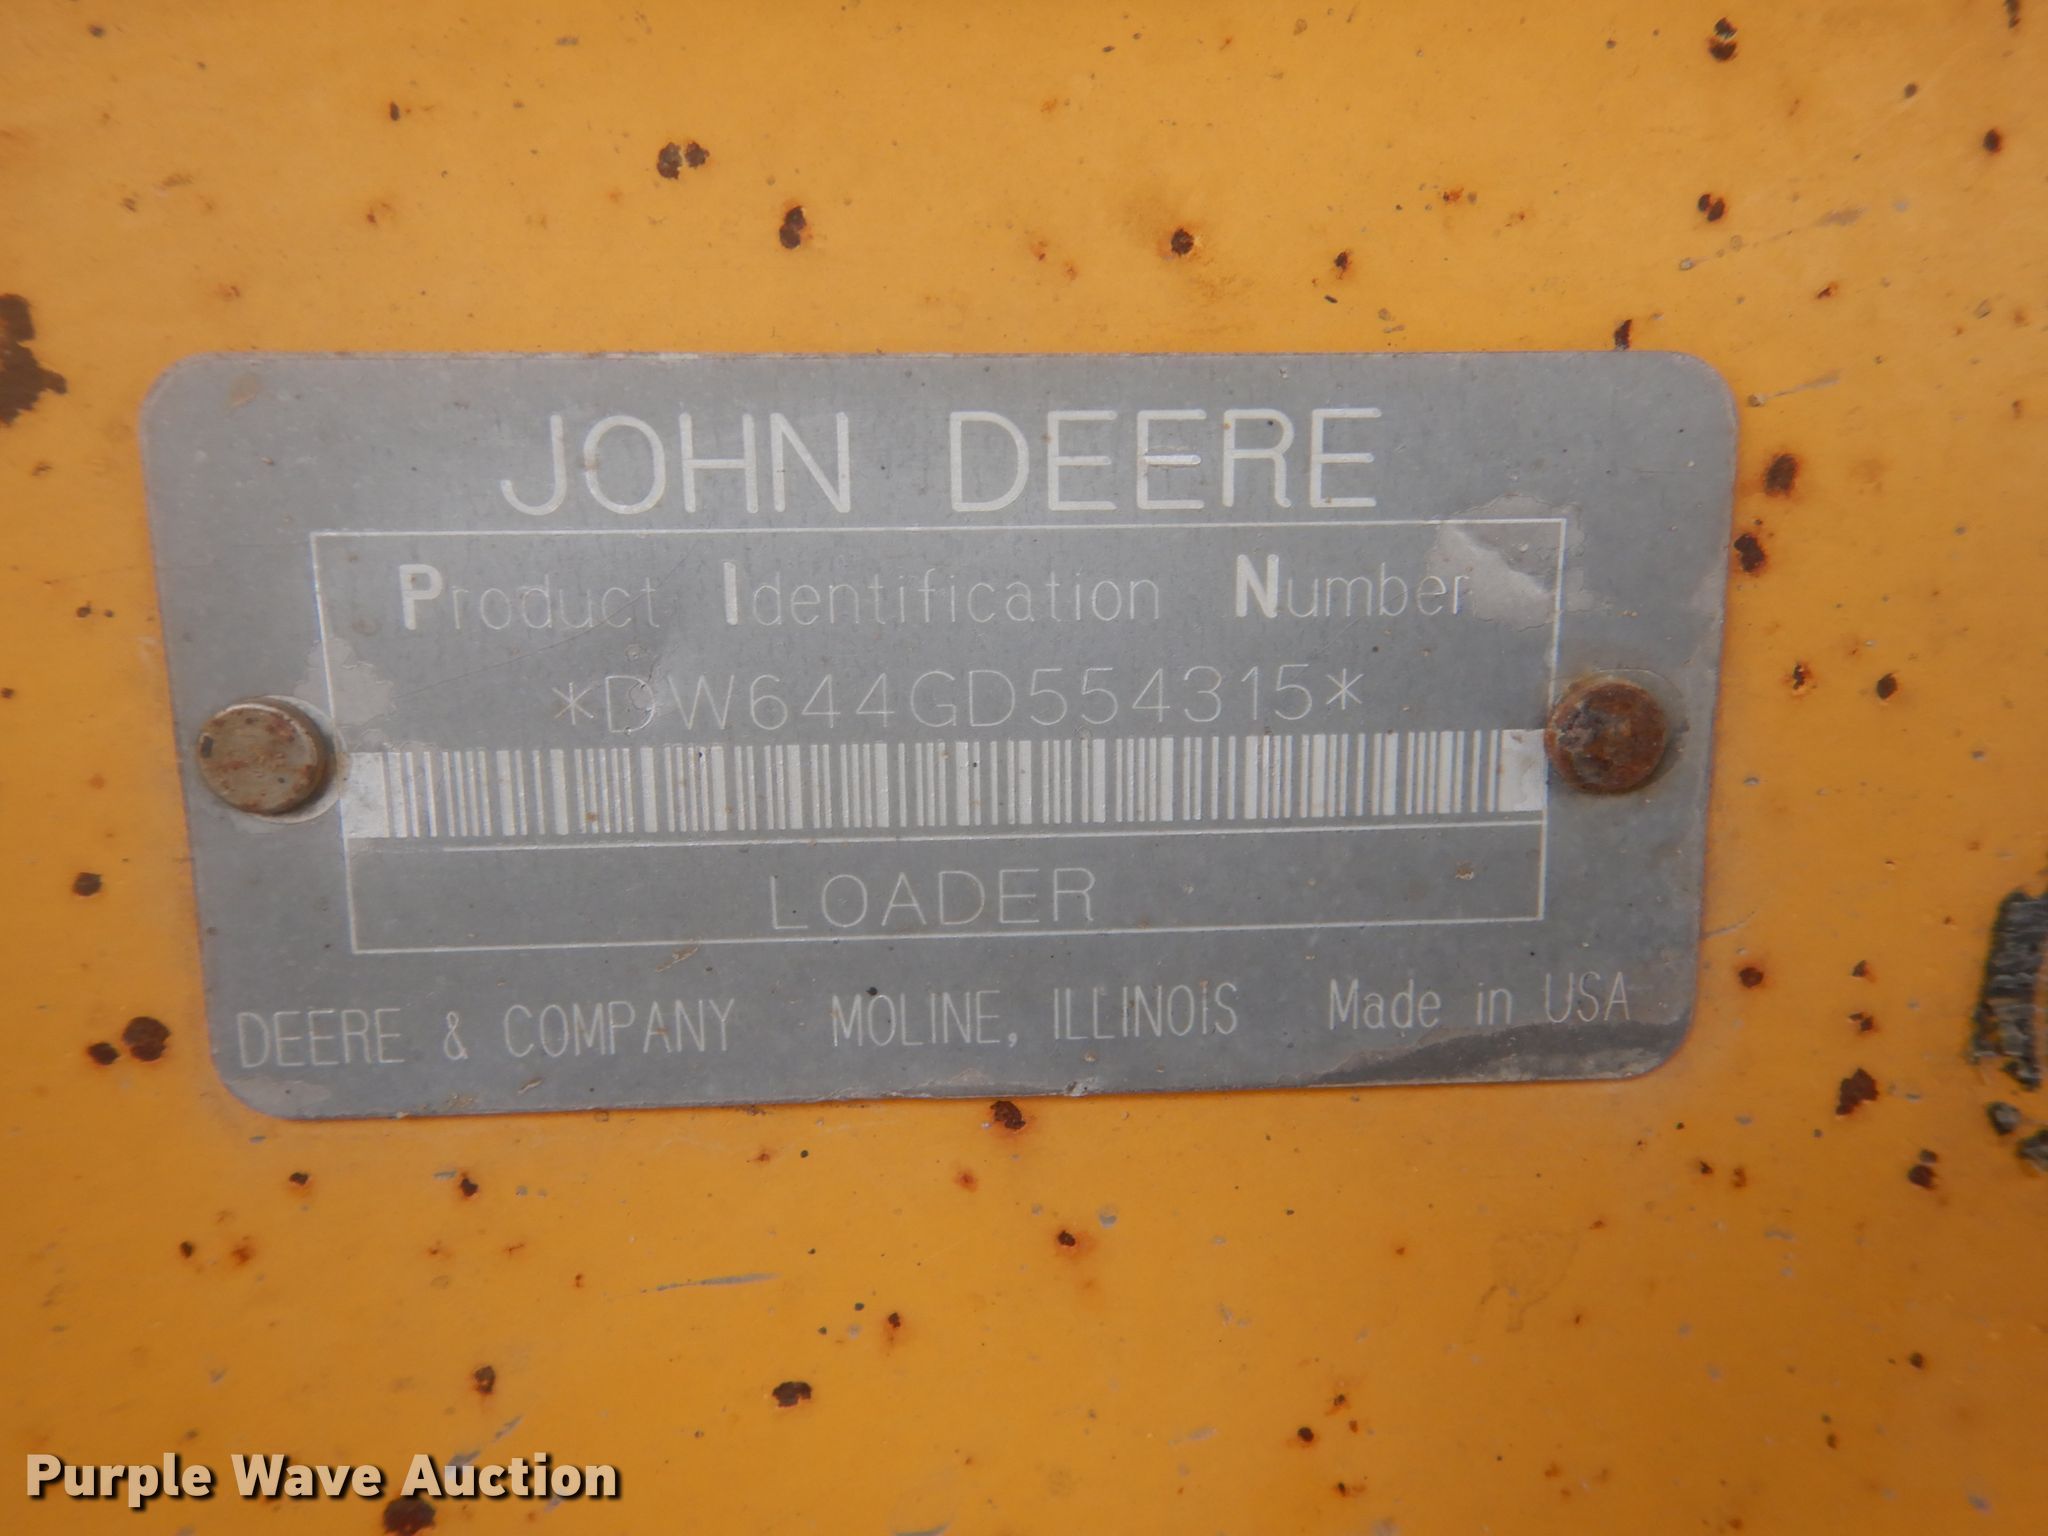 JOHN DEERE
Product Identification Number
*DW644GD554315*
LOADER
DEERE & COMPANY MOLINE, ILLINOIS Made in USA
Purple Wave Auction